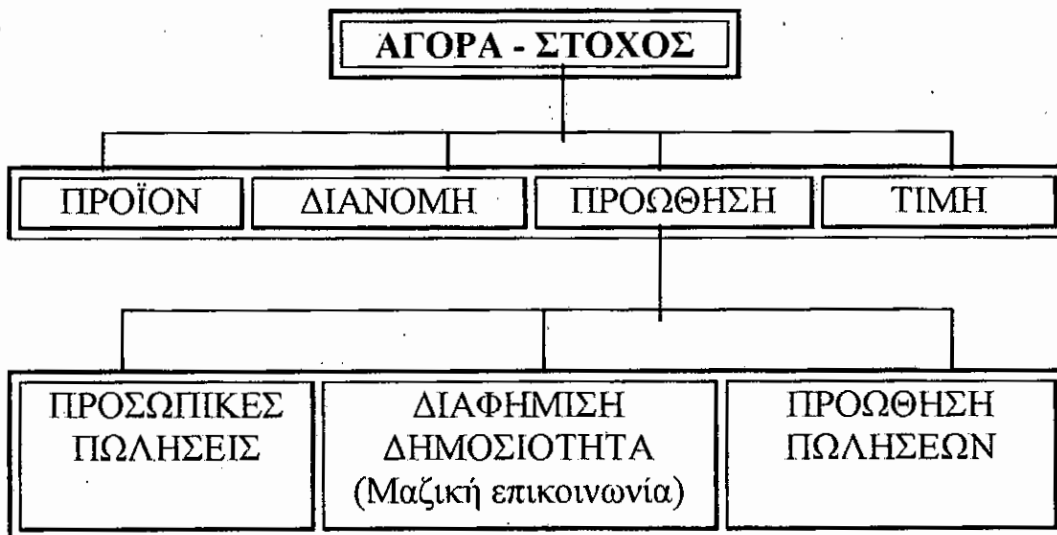 ΑΓΟΡΑ - ΣΤΟΧΟΣ
ΠΡΟΪΟΝ ΔΙΑΝΟΜΗ ΠΡΟΩΘΗΣΗ ΤΙΜΗ
ΠΡΟΣΩΠΙΚΕΣ
ΠΩΛΗΣΕΙΣ
ΔΙΑΦΗΜΙΣΗ
ΔΗΜΟΣΙΟΤΗΤΑ
(Μαζική επικοινωνία)
ΠΡΟΩΘΗΣΗ
ΠΩΛΗΣΕΩΝ